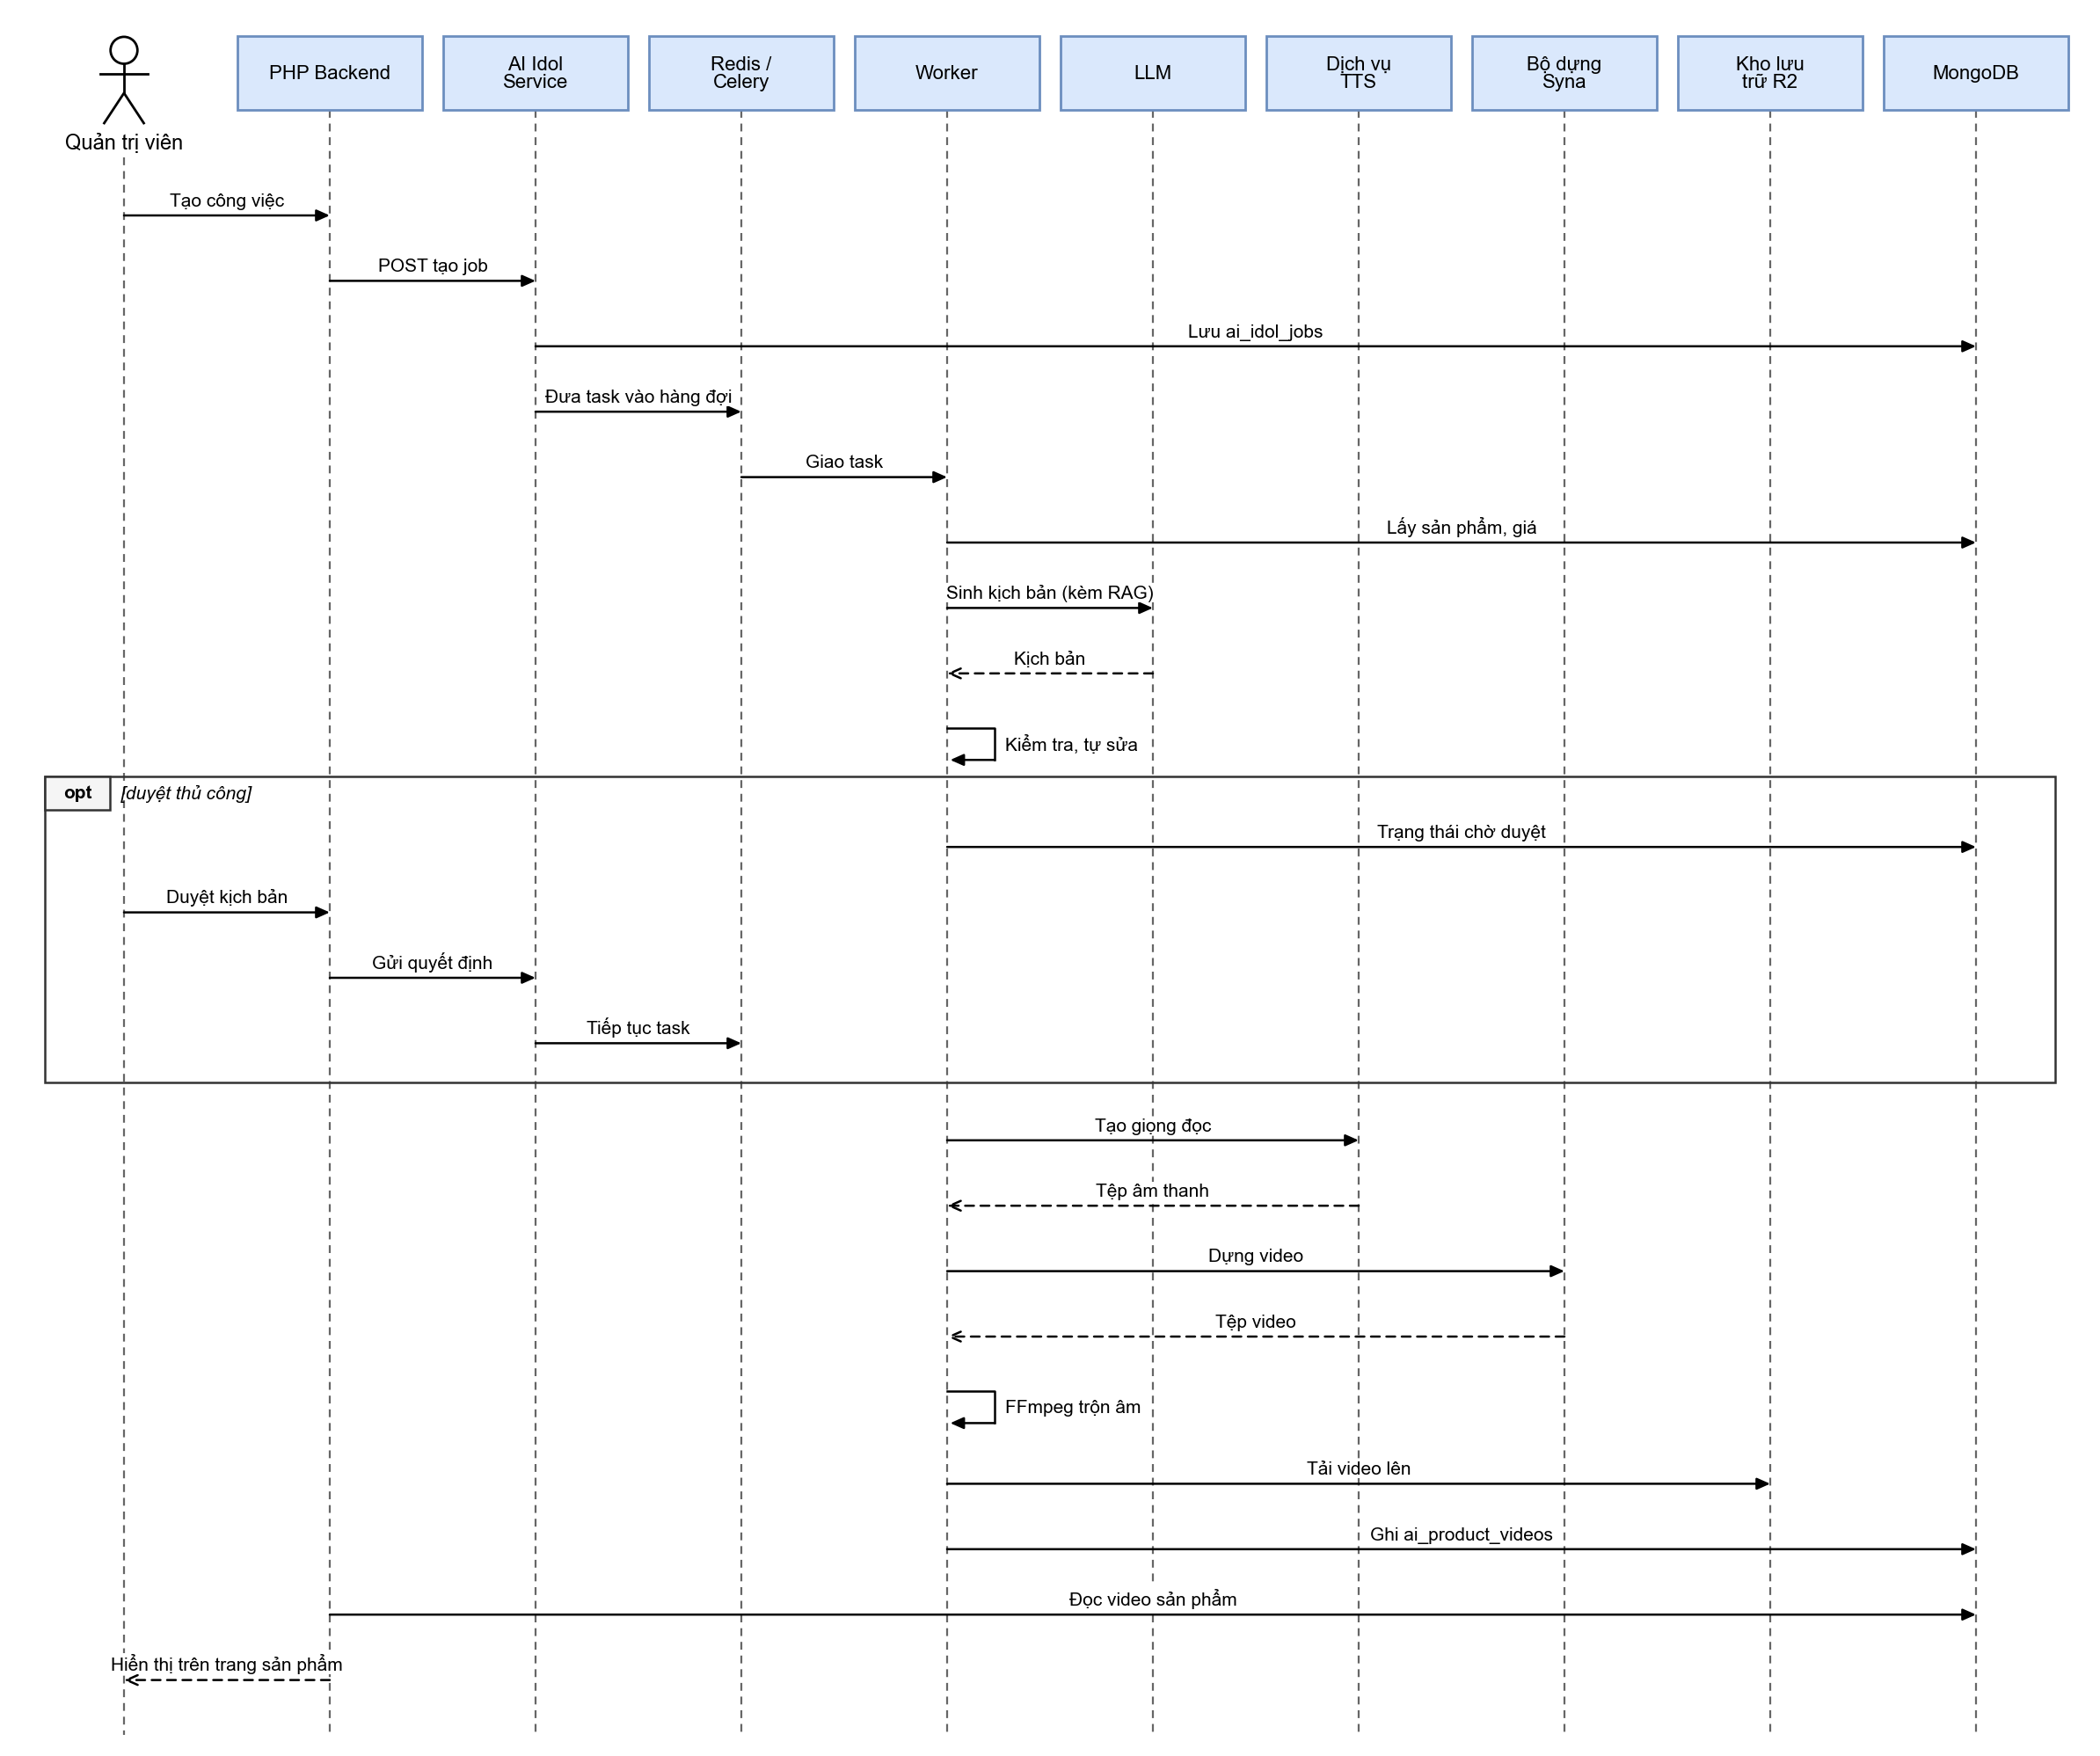 PHP Backend
AI Idol
Service
Redis /
Celery
Worker
LLM
Dịch vụ
TTS
Bộ dựng
Syna
Kho lưu
trữ R2
MongoDB
Quản trị viên
Tạo công việc
POST tạo job
Lưu ai_idol_jobs
Đưa task vào hàng đợi
Giao task
Lấy sản phẩm, giá
Sinh kịch bản (kèm RAG)
Kịch bản
Kiểm tra, tự sửa
opt [duyệt thủ công]
Trạng thái chờ duyệt
Duyệt kịch bản
Gửi quyết định
Tiếp tục task
Tạo giọng đọc
Tệp âm thanh
Dựng video
Tệp video
FFmpeg trộn âm
Tải video lên
Ghi ai_product_videos
Đọc video sản phẩm
Hiển thị trên trang sản phẩm